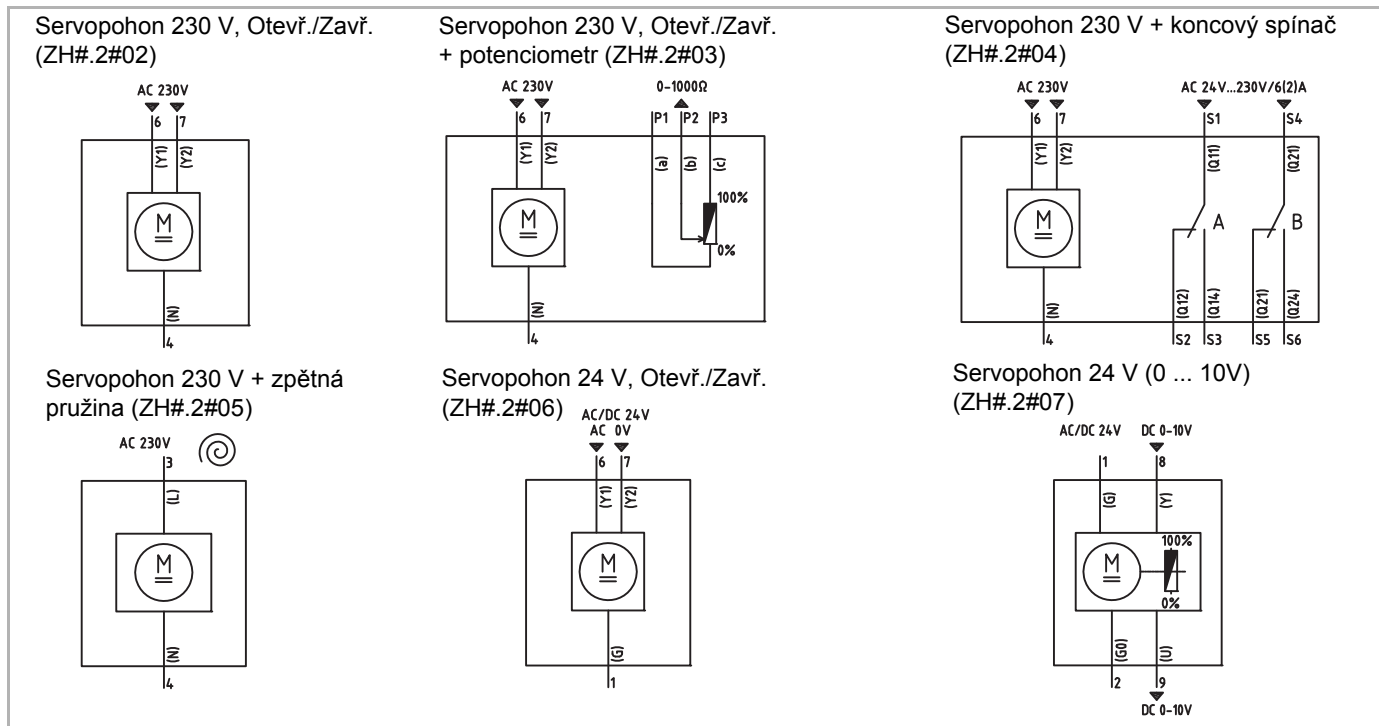 Servopohon 230 V, Otevř./Zavř.
(ZH#.2#02)
AC 230V
6 7
(Y1) (Y2)
M
(N)
4
Servopohon 230 V, Otevř./Zavř.
+ potenciometr (ZH#.2#03)
AC 230V
0-1000Ω
6 7
P1 P2 P3
(Y1) (Y2)
(a) (b) (c)
100%
M
0%
(N)
4
Servopohon 230 V + koncový spínač
(ZH#.2#04)
AC 230V
AC 24V...230V/6(2)A
6 7
S1 S4
(Y1) (Y2)
(Q11) (Q21)
M
A B
(N)
(Q12) (Q14) (Q21) (Q24)
4
S2 S3 S5 S6
Servopohon 230 V + zpětná
pružina (ZH#.2#05)
AC 230V
3
(L)
M
(N)
4
Servopohon 24 V, Otevř./Zavř.
(ZH#.2#06)
AC/DC 24V
AC 0V
6 7
(Y1) (Y2)
M
(G)
1
Servopohon 24 V (0 ... 10V)
(ZH#.2#07)
AC/DC 24V DC 0-10V
1 8
(G) (Y)
100%
M
0%
(G0) (U)
2 9
DC 0-10V